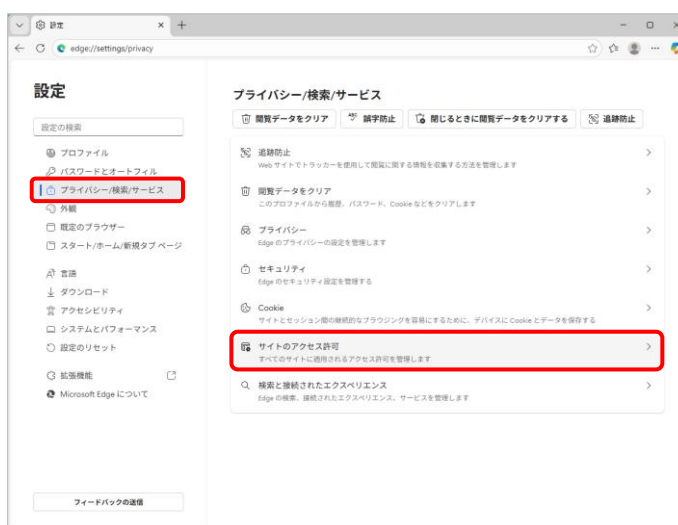 設定
edge://settings/privacy
設定
設定の検索
プロファイル
パスワードとオートフィル
プライバシー/検索/サービス
外観
既定のブラウザー
スタート/ホーム/新規タブ ページ
言語
ダウンロード
アクセシビリティ
システムとパフォーマンス
設定のリセット
拡張機能
Microsoft Edge について
フィードバックの送信
プライバシー/検索/サービス
閲覧データをクリア
誤字防止
閉じるときに閲覧データをクリアする
追跡防止
追跡防止
Web サイトでトラッカーを使用して閲覧に関する情報を収集する方法を管理します
閲覧データをクリア
このプロファイルから履歴、パスワード、Cookie などをクリアします
プライバシー
Edge のプライバシーの設定を管理します
セキュリティ
Edge のセキュリティ設定を管理する
Cookie
サイトとセッション間の継続的なブラウジングを容易にするために、デバイスに Cookie とデータを保存する
サイトのアクセス許可
すべてのサイトに適用されるアクセス許可を管理します
検索と接続されたエクスペリエンス
Edge の検索、接続されたエクスペリエンス、サービスを管理します